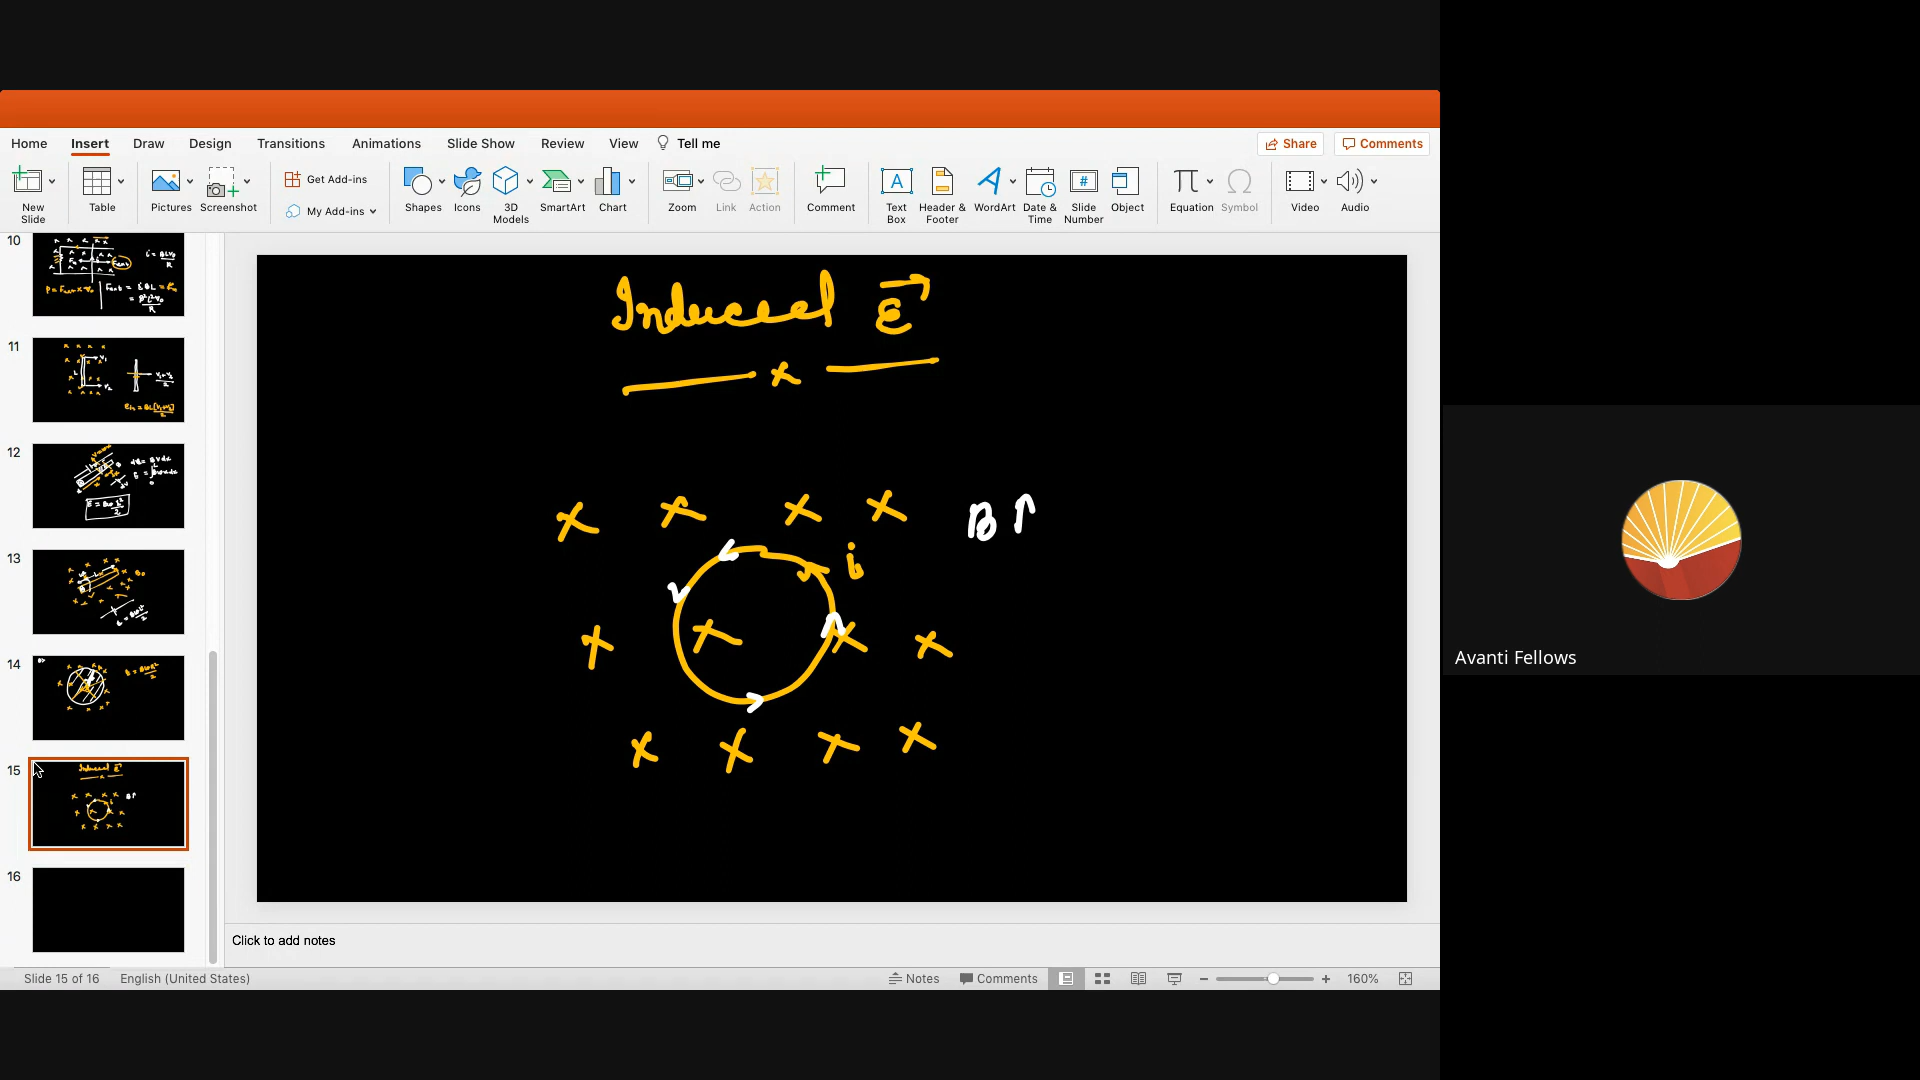 Home Insert Draw Design Transitions Animations Slide Show Review View Tell me
Share Comments
New Slide
Table
Pictures
Screenshot
Get Add-ins
My Add-ins
Shapes
Icons
3D Models
SmartArt
Chart
Zoom
Link
Action
Comment
Text Box
Header & Footer
WordArt
Date & Time
Slide Number
Object
Equation
Symbol
Video
Audio
10
11
12
13
14
15
16
Induced E
x
x x x x B ↑
i
x x x x
x x x x
Click to add notes
Slide 15 of 16 English (United States) Notes Comments 160%
Avanti Fellows